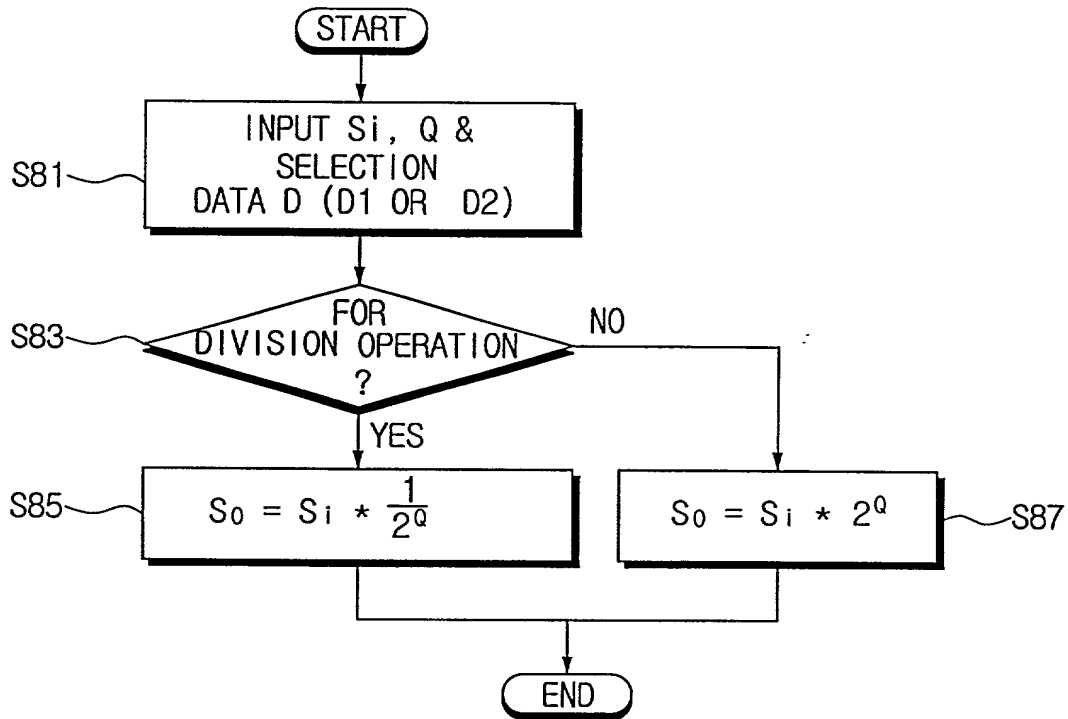 START
INPUT Si, Q &
SELECTION
DATA D (D1 OR D2)
S81
FOR
DIVISION OPERATION
?
S83
NO
YES
S85
So = Si * 1/2^Q
So = Si * 2^Q
S87
END